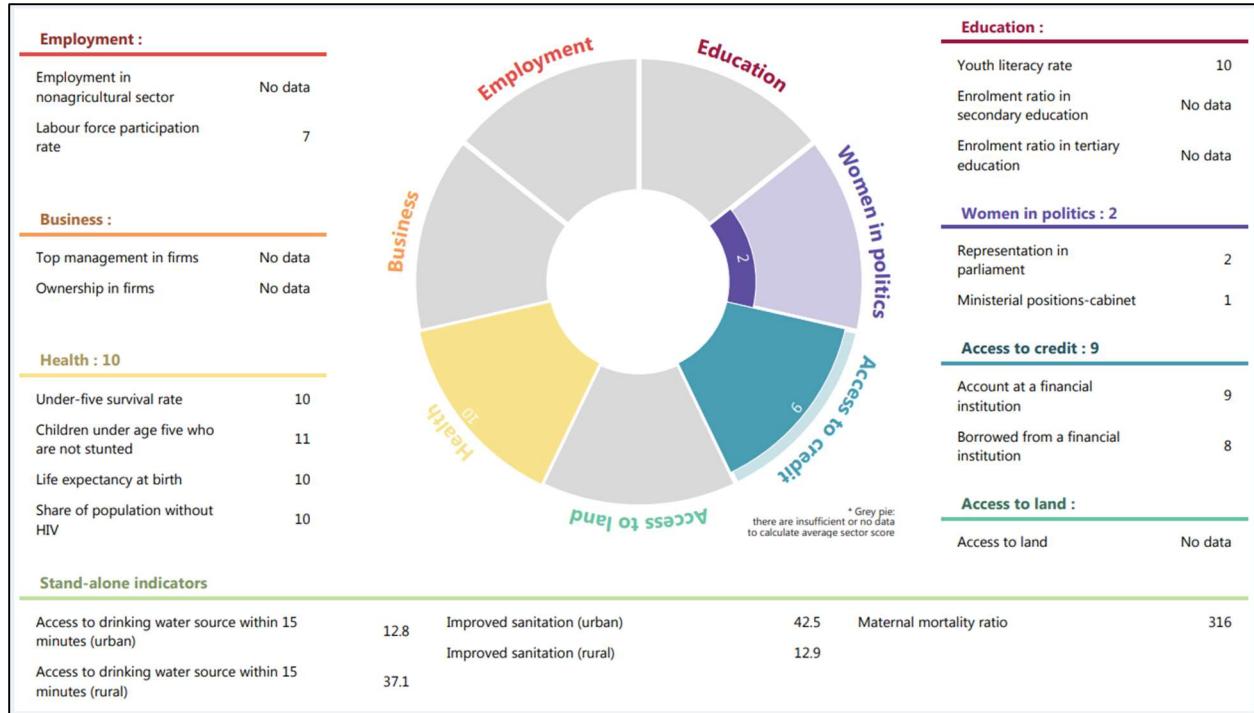 Employment :
Employment in
nonagricultural sector
No data
Labour force participation
rate
7
Business :
Top management in firms
No data
Ownership in firms
No data
Health : 10
Under-five survival rate
10
Children under age five who
are not stunted
11
Life expectancy at birth
10
Share of population without
HIV
10
Employment
Education
Women in politics
2
Access to credit
9
Access to land
Health
10
Business
* Grey pie:
there are insufficient or no data
to calculate average sector score
Education :
Youth literacy rate
10
Enrolment ratio in
secondary education
No data
Enrolment ratio in tertiary
education
No data
Women in politics : 2
Representation in
parliament
2
Ministerial positions-cabinet
1
Access to credit : 9
Account at a financial
institution
9
Borrowed from a financial
institution
8
Access to land :
Access to land
No data
Stand-alone indicators
Access to drinking water source within 15
minutes (urban)
12.8
Access to drinking water source within 15
minutes (rural)
37.1
Improved sanitation (urban)
42.5
Improved sanitation (rural)
12.9
Maternal mortality ratio
316